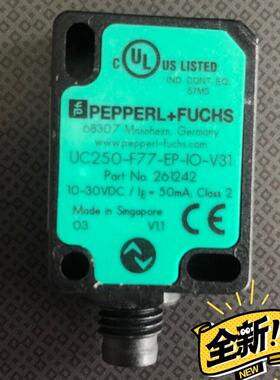 C UL US LISTED
IND. CONT. EQ.
57M3
PEPPERL+FUCHS
68307 Mannheim, Germany
www.pepperl-fuchs.com
UC250-F77-EP-IO-V31
Part No. 261242
10-30VDC / IE = 50mA, Class 2
Made in Singapore
03 V1.1
CE
全新!